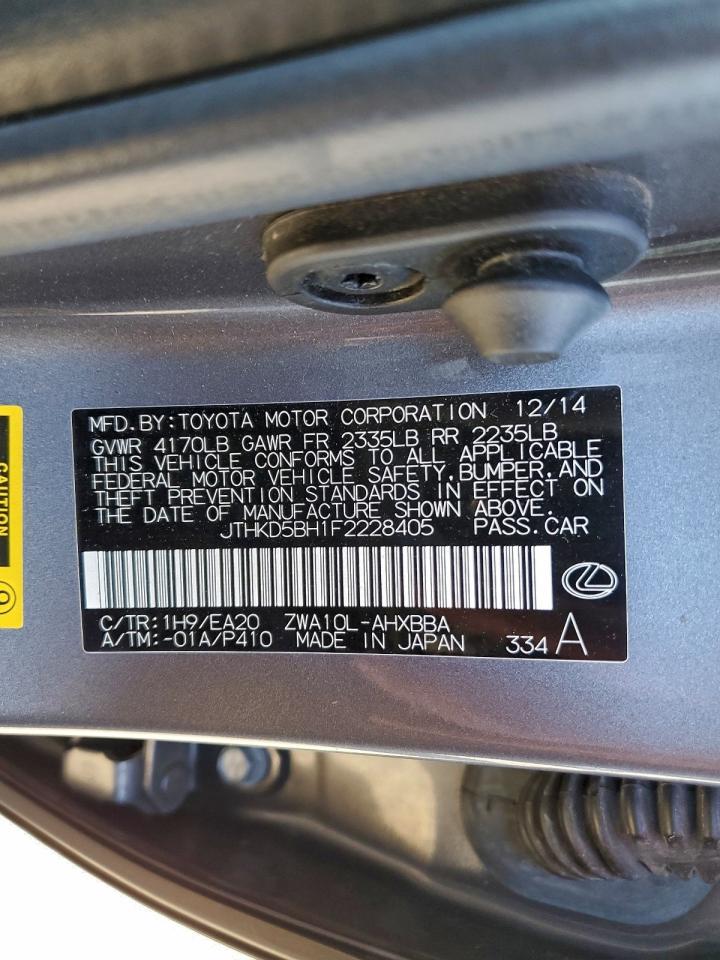 MFD.BY:TOYOTA MOTOR CORPORATION 12/14
GVWR 4170LB GAWR FR 2335LB RR 2235LB
THIS VEHICLE CONFORMS TO ALL APPLICABLE
FEDERAL MOTOR VEHICLE SAFETY,BUMPER,AND
THEFT PREVENTION STANDARDS IN EFFECT ON
THE DATE OF MANUFACTURE SHOWN ABOVE.
JTHKD5BH1F2228405 PASS.CAR
C/TR:1H9/EA20 ZWA10L-AHXBBA
A/TM:-01A/P410 MADE IN JAPAN 334 A
CAUTION